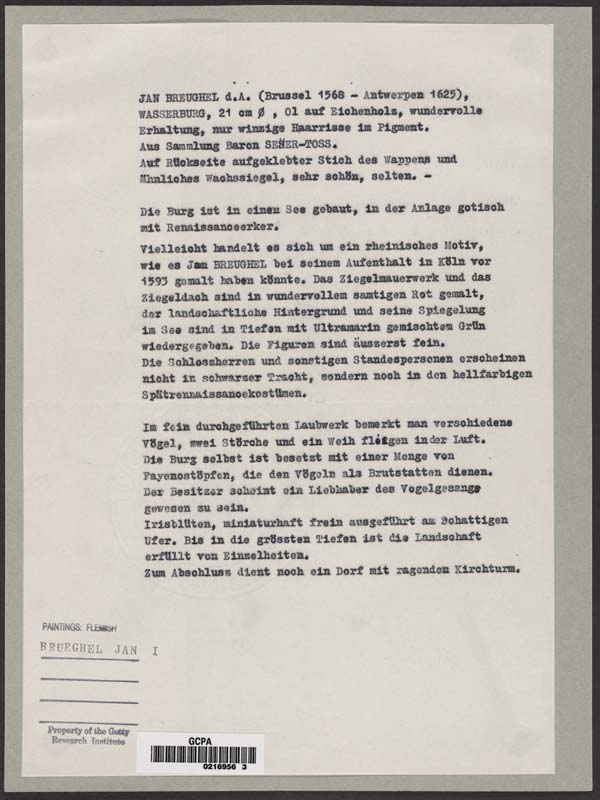 JAN BREUGHEL d.A. (Brussel 1568 - Antwerpen 1625),
WASSERBURG, 21 cm Ø , Ol auf Eichenholz, wundervolle
Erhaltung, nur winzige Haarrisse im Pigment.
Aus Sammlung Baron SEHER-TOSS.
Auf Rückseite aufgeklebter Stich des Wappens und
ähnliches Wachssiegel, sehr schön, selten. -
Die Burg ist in einen See gebaut, in der Anlage gotisch
mit Renaissanceerker.
Vielleicht handelt es sich um ein rheinisches Motiv,
wie es Jan BREUGHEL bei seinem Aufenthalt in Köln vor
1593 gemalt haben könnte. Das Ziegelmauerwerk und das
Ziegeldach sind in wundervollem samtigen Rot gemalt,
der landschaftliche Hintergrund und seine Spiegelung
im See sind in Tiefen mit Ultramarin gemischtem Grün
wiedergegeben. Die Figuren sind äuszerst fein.
Die Schloszherren und sonstigen Standespersonen erscheinen
nicht in schwarzer Tracht, sondern noch in den hellfarbigen
Spätrennaissancekostümen.
Im fein durchgeführten Laubwerk bemerkt man verschiedene
Vögel, zwei Störche und ein Weih fliegen inder Luft.
Die Burg selbst ist besetzt mit einer Menge von
Fayencetöpfen, die den Vögeln als Brutstatten dienen.
Der Besitzer scheint ein Liebhaber des Vogelgesangs
gewesen zu sein.
Irisblüten, miniaturhaft frein ausgeführt am Schattigen
Ufer. Bis in die gröszten Tiefen ist die Landschaft
erfüllt von Einzelheiten.
Zum Abschlusz dient noch ein Dorf mit ragenden Kirchturm.
PAINTINGS: FLEMISH
BRUEGHEL JAN I
Property of the Getty
Research Institute
GCPA
0216956 3